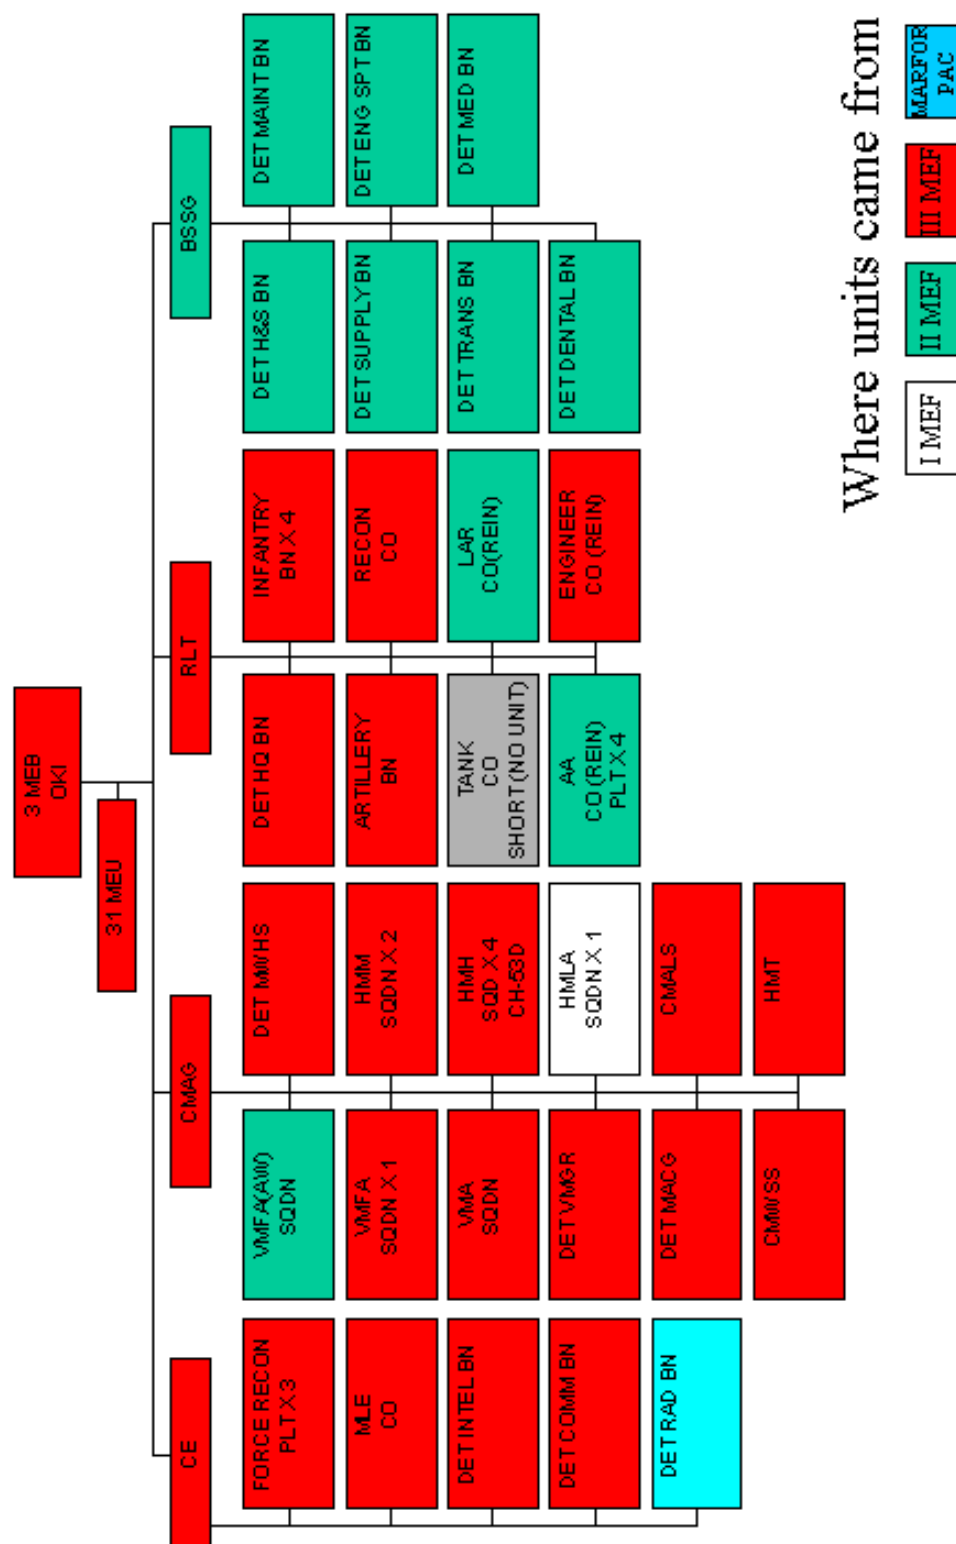 3 MEB
OKI
31 MEU
CE
CMAG
RLT
BSSG
FORCE RECON
PLT X 3
MLE
CO
DET INTEL BN
DET COMM BN
DET RAD BN
VMFA(AW)
SQDN
DET MWHS
VMFA
SQDN X 1
HMM
SQDN X 2
VMA
SQDN
HMH
SQD X 4
CH-53D
DET VMGR
HMLA
SQDN X 1
DET MACG
CMALS
CMWSS
HMT
DET HQ BN
INFANTRY
BN X 4
ARTILLERY
BN
RECON
CO
TANK
CO
SHORT(NO UNIT)
LAR
CO(REIN)
AA
CO(REIN)
PLT X 4
ENGINEER
CO (REIN)
DET H&S BN
DET MAINT BN
DET SUPPLY BN
DET ENG SPT BN
DET TRANS BN
DET MED BN
DET DENTAL BN
Where units came from
I MEF
II MEF
III MEF
MARFOR
PAC